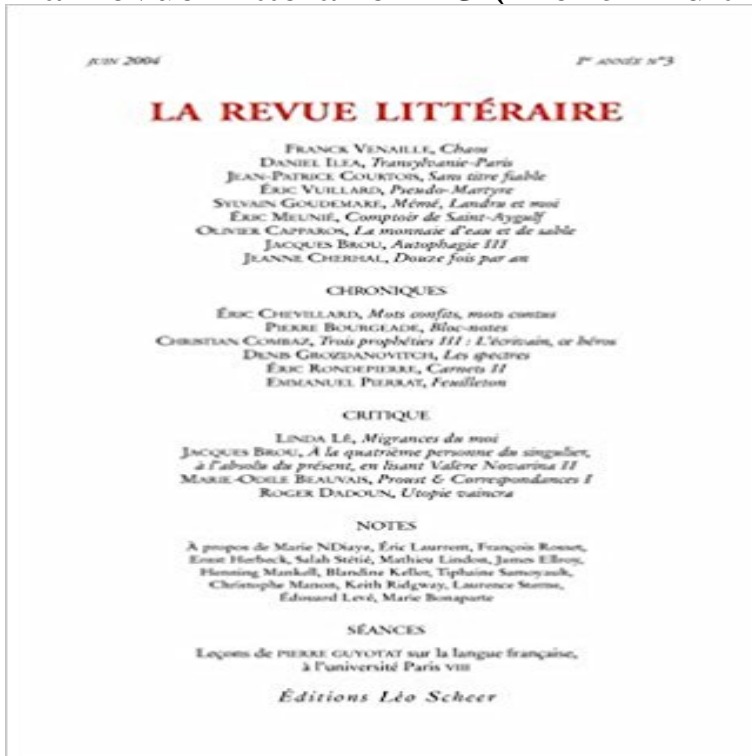 JUIN 2004
Ire ANNÉE N°3
LA REVUE LITTÉRAIRE
FRANCK VENAILLE, Chaos
DANIEL ILEA, Transylvanie-Paris
JEAN-PATRICE COURTOIS, Sans titre fiable
ÉRIC VUILLARD, Pseudo-Martyre
SYLVAIN GOUDEMARE, Mémé, Landru et moi
ÉRIC MEUNIÉ, Comptoir de Saint-Aygulf
OLIVIER CAPPAROS, La monnaie d'eau et de sable
JACQUES BROU, Autophagie III
JEANNE CHERHAL, Douze fois par an
CHRONIQUES
ÉRIC CHEVILLARD, Mots confits, mots contus
PIERRE BOURGEADE, Bloc-notes
CHRISTIAN COMBAZ, Trois prophéties III : L'écrivain, ce héros
DENIS GROZDANOVITCH, Les spectres
ÉRIC RONDEPIERRE, Carnets II
EMMANUEL PIERRAT, Feuilleton
CRITIQUE
LINDA LÊ, Migrances du moi
JACQUES BROU, À la quatrième personne du singulier,
à l'absolu du présent, en lisant Valère Novarina II
MARIE-ODILE BEAUVAIS, Proust & Correspondances I
ROGER DADOUN, Utopie vaincra
NOTES
À propos de Marie NDiaye, Éric Laurrent, François Rosset,
Ernst Herbeck, Salah Stétié, Mathieu Lindon, James Ellroy,
Henning Mankell, Blandine Keller, Tiphaine Samoyault,
Christophe Manon, Keith Ridgway, Laurence Sterne,
Édouard Levé, Marie Bonaparte
SÉANCES
Leçons de PIERRE GUYOTAT sur la langue française,
à l'université Paris VIII
Éditions Léo Scheer